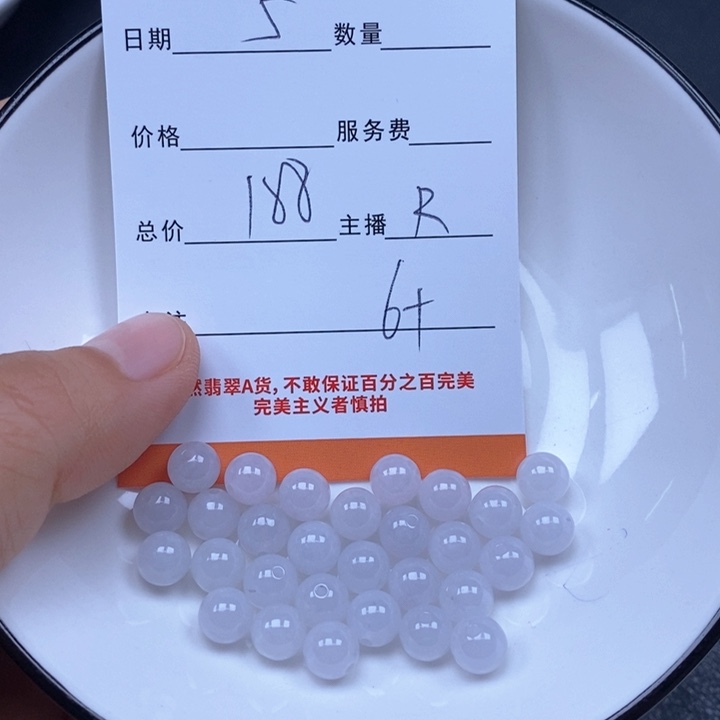 日期 5 数量
价格 服务费
总价 188 主播 R
6+
然翡翠A货，不敢保证百分之百完美
完美主义者慎拍